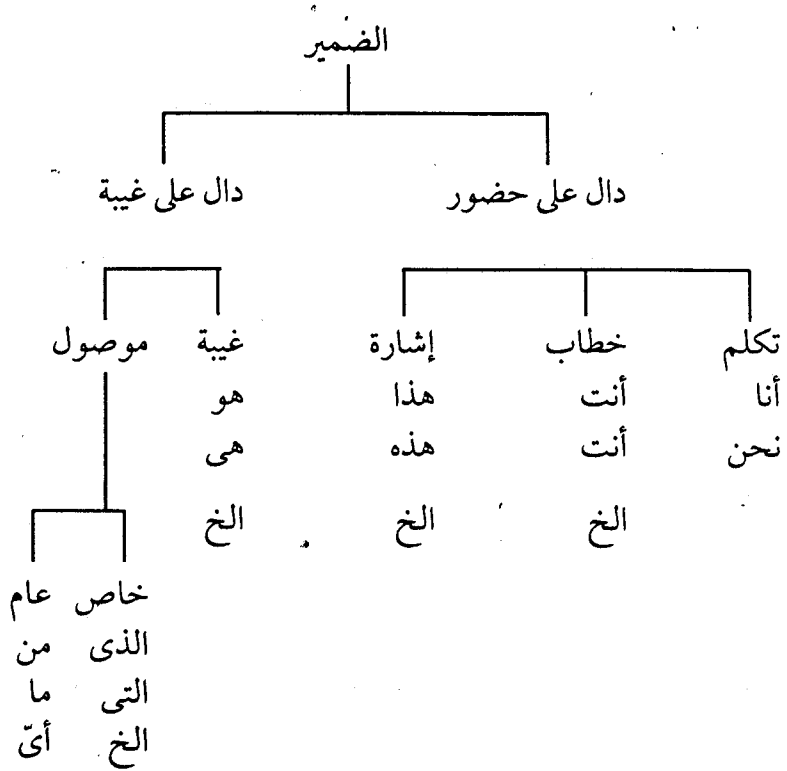 الضمير
دال على حضور
دال على غيبة
تكلم
خطاب
إشارة
غيبة
موصول
أنا
أنت
هذا
هو
نحن
أنت
هذه
هى
الخ
الخ
الخ
خاص
عام
الذى
من
التى
ما
الخ
أىّ